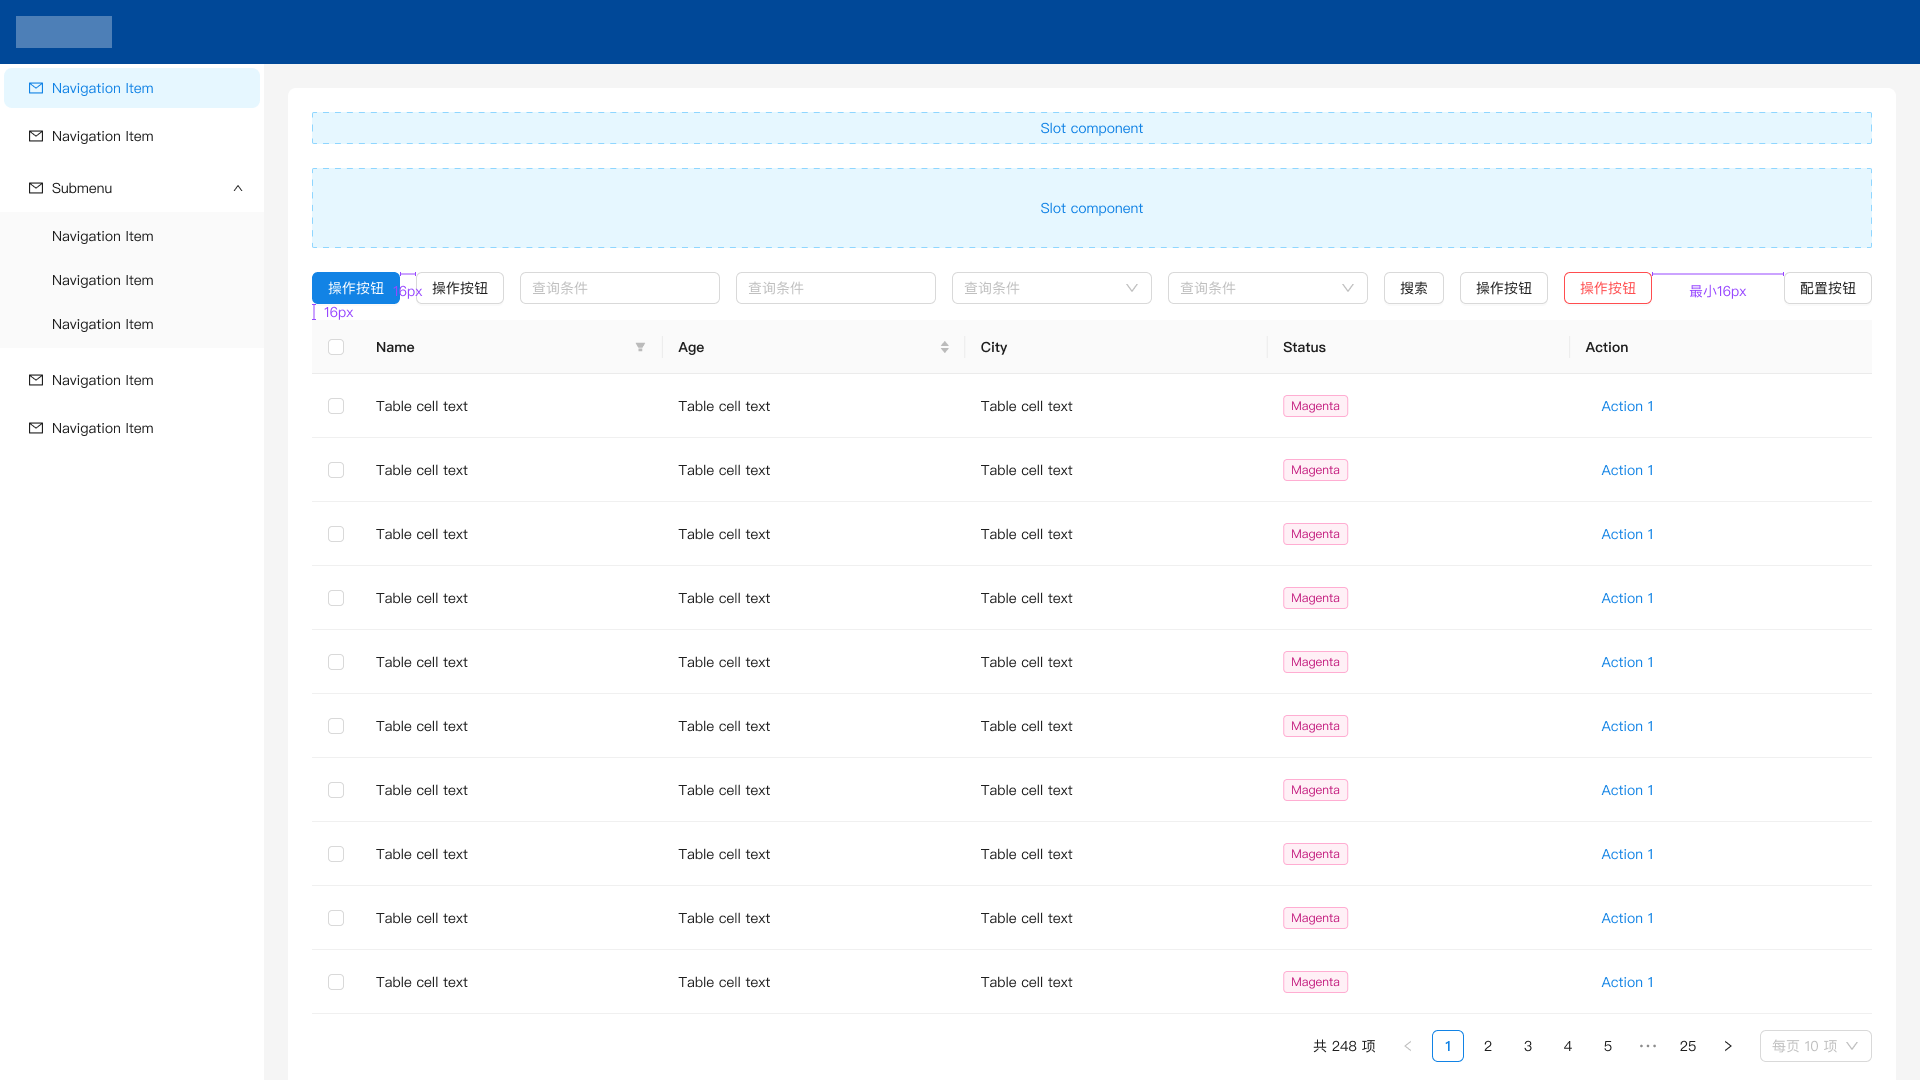 Navigation Item
Navigation Item
Submenu
Navigation Item
Navigation Item
Navigation Item
Navigation Item
Navigation Item
Slot component
Slot component
操作按钮 16px 操作按钮 查询条件 查询条件 查询条件 查询条件 搜索 操作按钮 操作按钮 最小16px 配置按钮
16px
Name Age City Status Action
Table cell text Table cell text Table cell text Magenta Action 1
Table cell text Table cell text Table cell text Magenta Action 1
Table cell text Table cell text Table cell text Magenta Action 1
Table cell text Table cell text Table cell text Magenta Action 1
Table cell text Table cell text Table cell text Magenta Action 1
Table cell text Table cell text Table cell text Magenta Action 1
Table cell text Table cell text Table cell text Magenta Action 1
Table cell text Table cell text Table cell text Magenta Action 1
Table cell text Table cell text Table cell text Magenta Action 1
Table cell text Table cell text Table cell text Magenta Action 1
共 248 项 < 1 2 3 4 5 ••• 25 > 每页 10 项